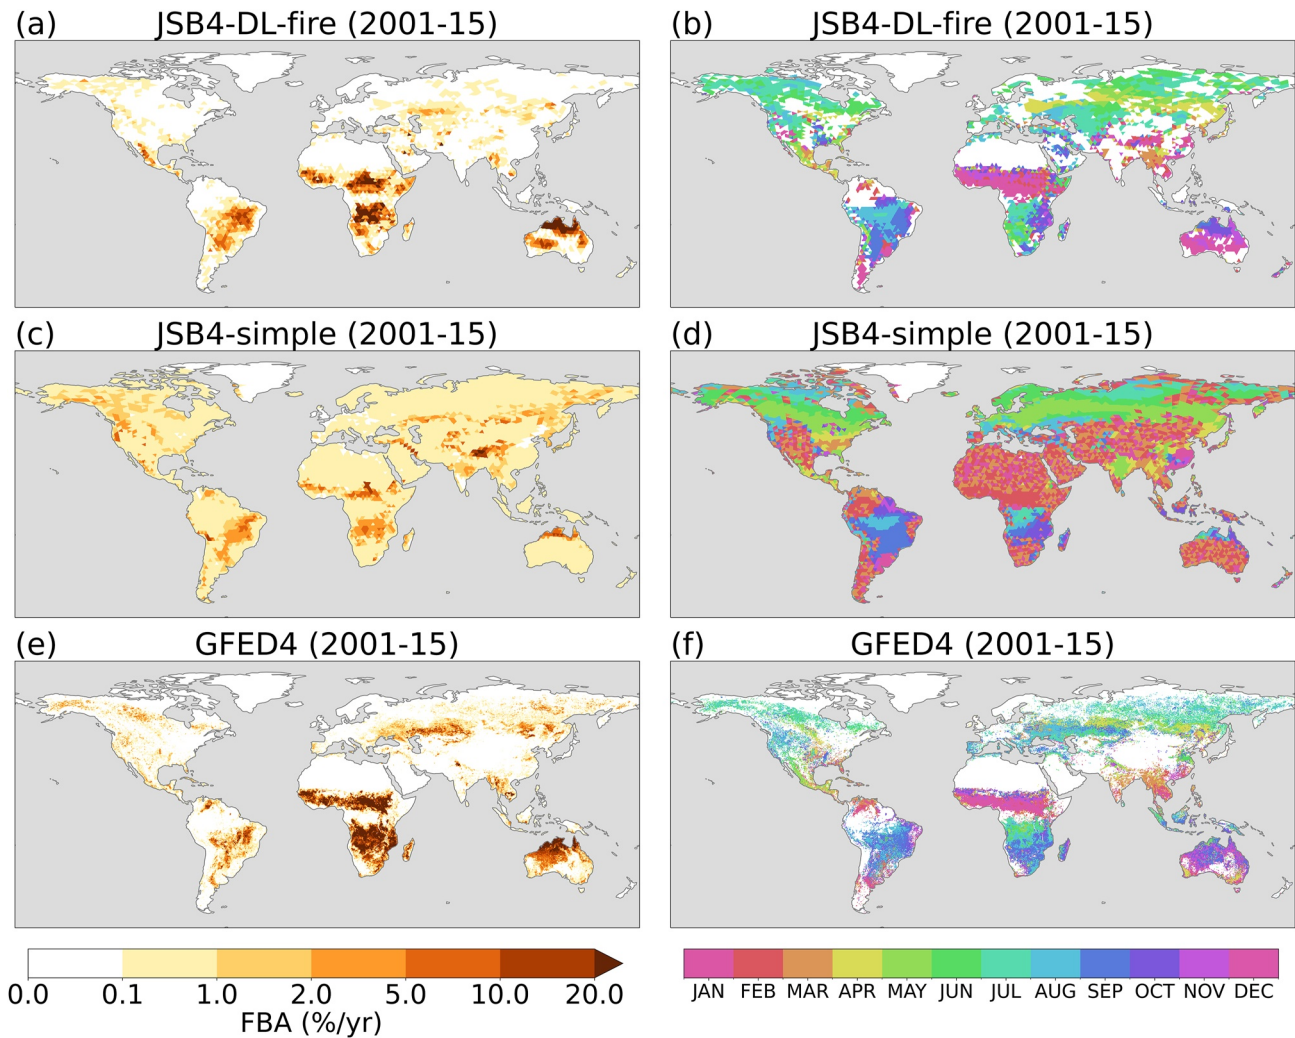 (a) JSB4-DL-fire (2001-15)
(b) JSB4-DL-fire (2001-15)
(c) JSB4-simple (2001-15)
(d) JSB4-simple (2001-15)
(e) GFED4 (2001-15)
(f) GFED4 (2001-15)
0.0 0.1 1.0 2.0 5.0 10.0 20.0
FBA (%/yr)
JAN FEB MAR APR MAY JUN JUL AUG SEP OCT NOV DEC